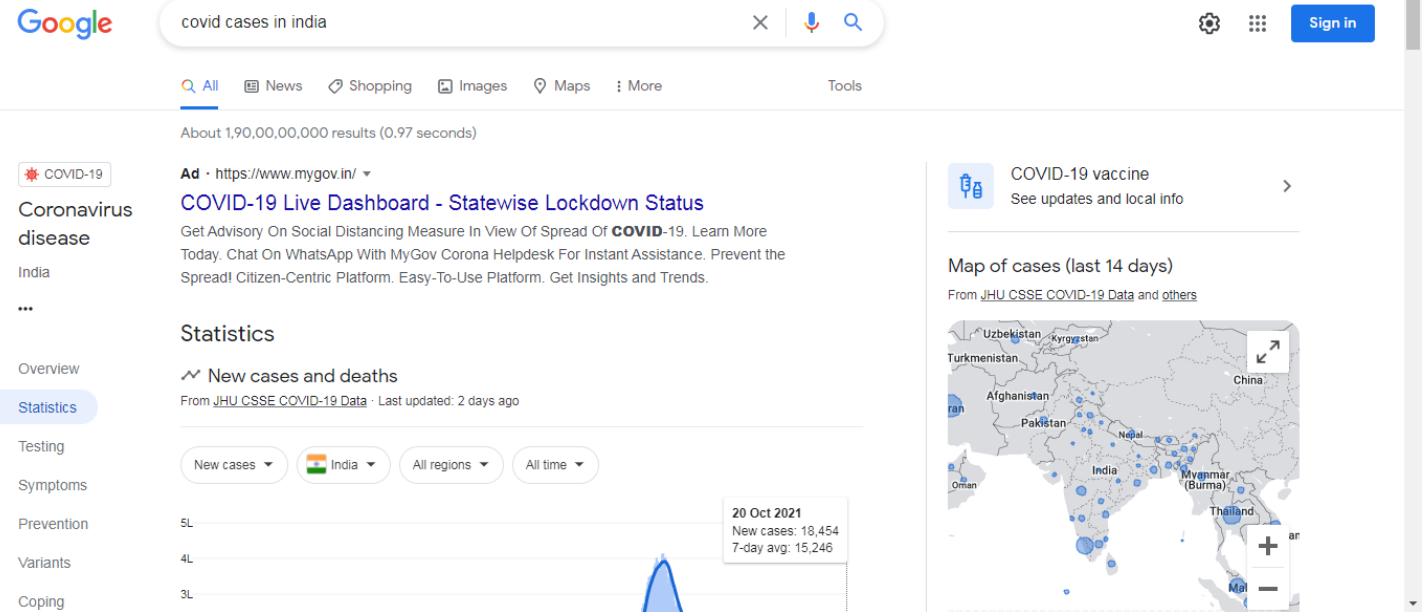 Google
covid cases in india
Sign in
All
News
Shopping
Images
Maps
More
Tools
About 1,90,00,00,000 results (0.97 seconds)
COVID-19
Coronavirus
disease
India
Overview
Statistics
Testing
Symptoms
Prevention
Variants
Coping
Ad · https://www.mygov.in/
COVID-19 Live Dashboard - Statewise Lockdown Status
Get Advisory On Social Distancing Measure In View Of Spread Of COVID-19. Learn More
Today. Chat On WhatsApp With MyGov Corona Helpdesk For Instant Assistance. Prevent the
Spread! Citizen-Centric Platform. Easy-To-Use Platform. Get Insights and Trends.
Statistics
New cases and deaths
From JHU CSSE COVID-19 Data · Last updated: 2 days ago
New cases
India
All regions
All time
20 Oct 2021
New cases: 18,454
7-day avg: 15,246
5L
4L
3L
COVID-19 vaccine
See updates and local info
Map of cases (last 14 days)
From JHU CSSE COVID-19 Data and others
Uzbekistan
Kyrgyzstan
Turkmenistan
China
Afghanistan
ran
Pakistan
Nepal
India
Oman
Myanmar
(Burma)
Thailand
an
Mal